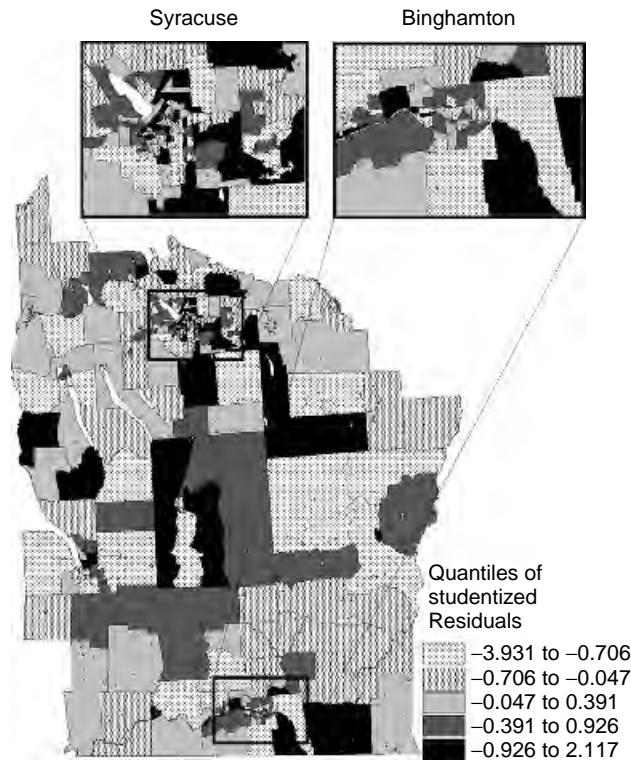 Syracuse
Binghamton
Quantiles of
studentized
Residuals
−3.931 to −0.706
−0.706 to −0.047
−0.047 to 0.391
−0.391 to 0.926
−0.926 to 2.117